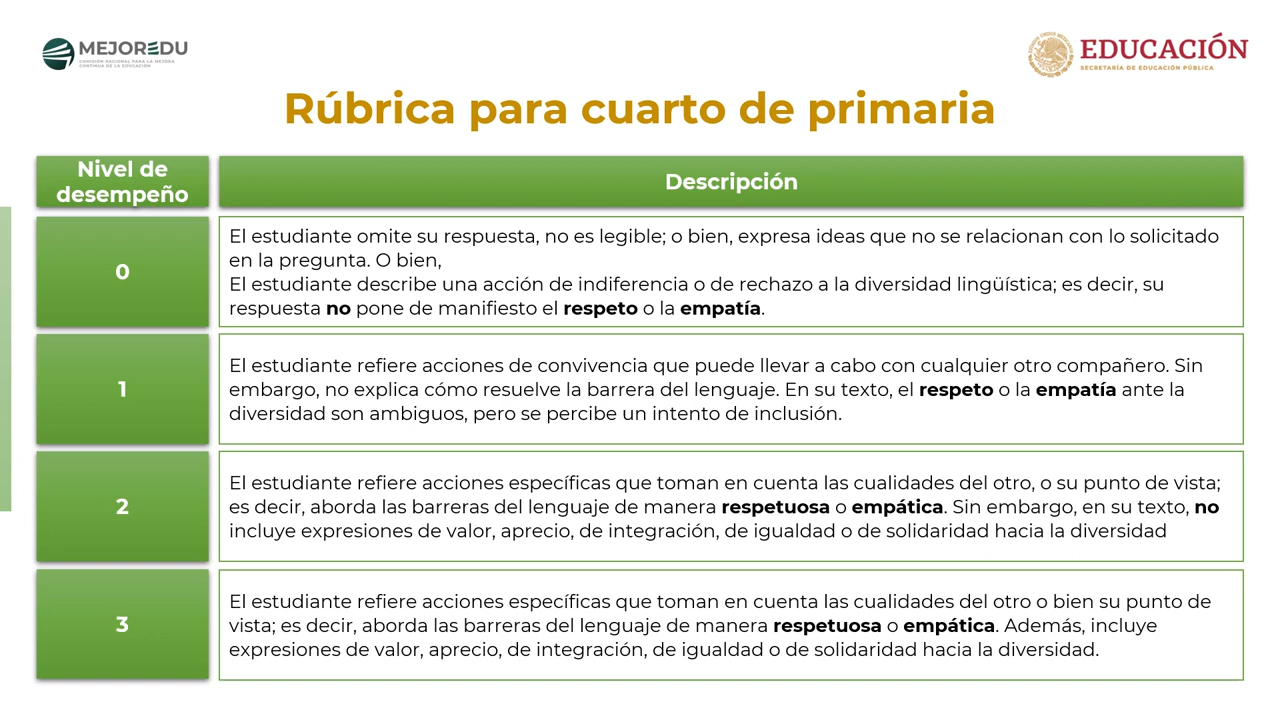 MEJOREDU
COMISIÓN NACIONAL PARA LA MEJORA
CONTINUA DE LA EDUCACIÓN
EDUCACIÓN
SECRETARÍA DE EDUCACIÓN PÚBLICA
Rúbrica para cuarto de primaria
Nivel de
desempeño
Descripción
0
El estudiante omite su respuesta, no es legible; o bien, expresa ideas que no se relacionan con lo solicitado
en la pregunta. O bien,
El estudiante describe una acción de indiferencia o de rechazo a la diversidad lingüística; es decir, su
respuesta no pone de manifiesto el respeto o la empatía.
1
El estudiante refiere acciones de convivencia que puede llevar a cabo con cualquier otro compañero. Sin
embargo, no explica cómo resuelve la barrera del lenguaje. En su texto, el respeto o la empatía ante la
diversidad son ambiguos, pero se percibe un intento de inclusión.
2
El estudiante refiere acciones específicas que toman en cuenta las cualidades del otro, o su punto de vista;
es decir, aborda las barreras del lenguaje de manera respetuosa o empática. Sin embargo, en su texto, no
incluye expresiones de valor, aprecio, de integración, de igualdad o de solidaridad hacia la diversidad
3
El estudiante refiere acciones específicas que toman en cuenta las cualidades del otro o bien su punto de
vista; es decir, aborda las barreras del lenguaje de manera respetuosa o empática. Además, incluye
expresiones de valor, aprecio, de integración, de igualdad o de solidaridad hacia la diversidad.